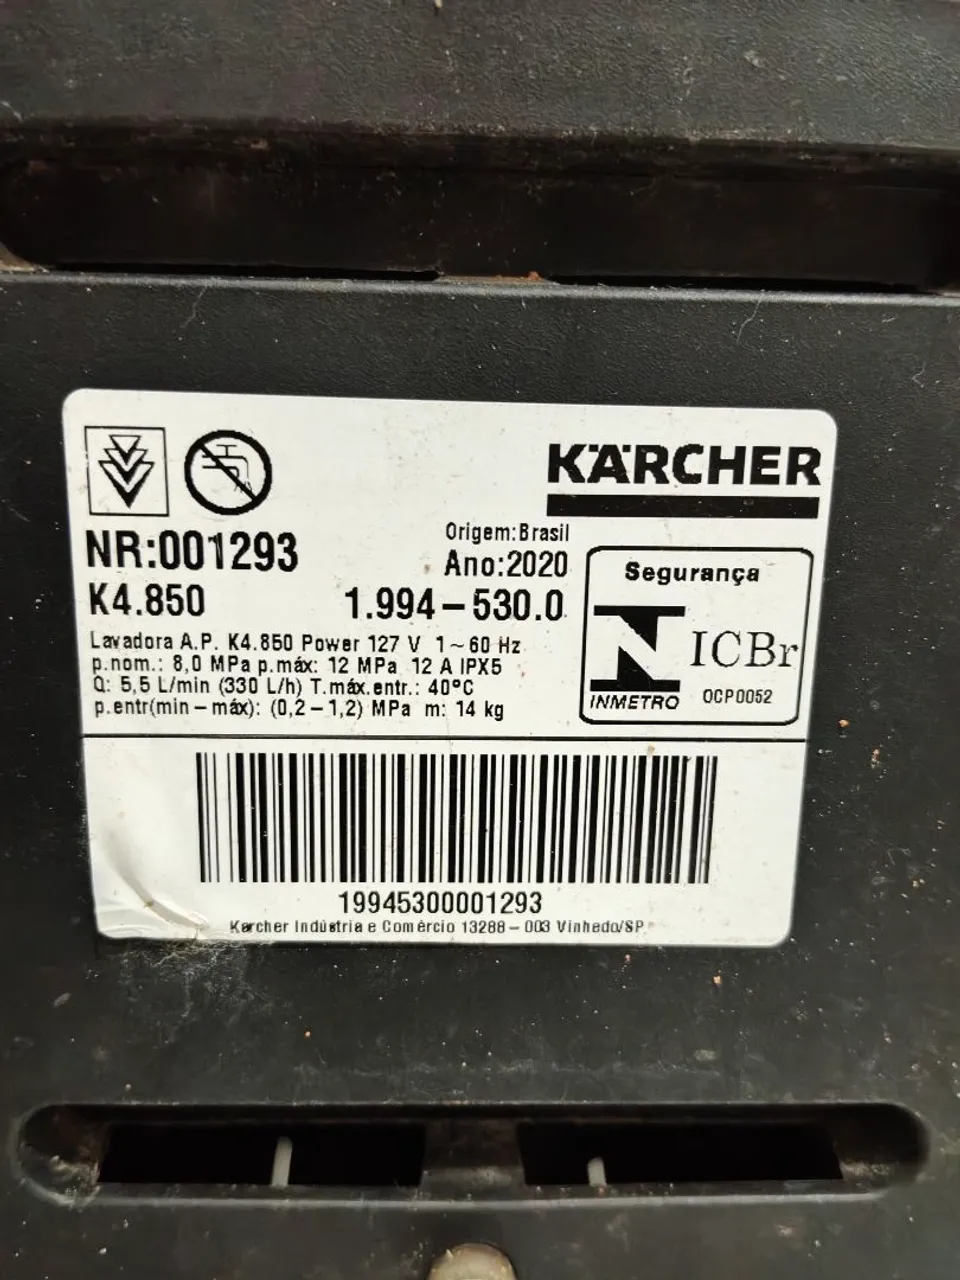 KÄRCHER
NR:001293
Origem:Brasil
Ano:2020
K4.850
1.994-530.0
Lavadora A.P. K4.850 Power 127 V 1~60 Hz
p.nom.: 8,0 MPa p.máx: 12 MPa 12 A IPX5
Q: 5,5 L/min (330 L/h) T.máx.entr.: 40°C
p.entr(min-máx): (0,2-1,2) MPa m: 14 kg
Segurança
ICBr
INMETRO
OCP0052
19945300001293
Karcher Indústria e Comércio 13288-003 Vinhedo/SP